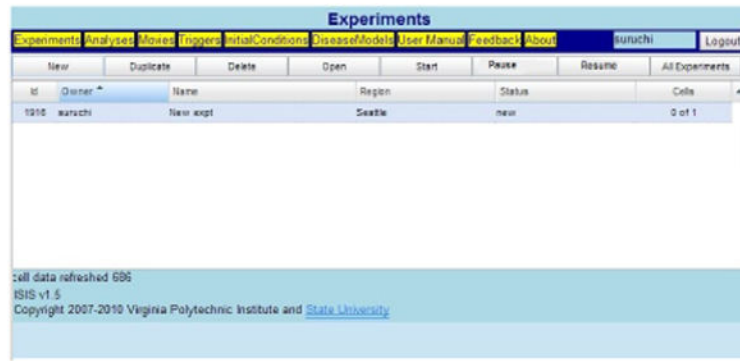 Experiments
Experiments Analyses Movies Triggers InitialConditions DiseaseModels User Manual Feedback About suruchi Logout
New Duplicate Delete Open Start Pause Resume All Experiments
Id Owner Name Region Status Cells
1916 suruchi New expt Seattle new 0 of 1
cell data refreshed 686
ISIS v1.5
Copyright 2007-2010 Virginia Polytechnic Institute and State University